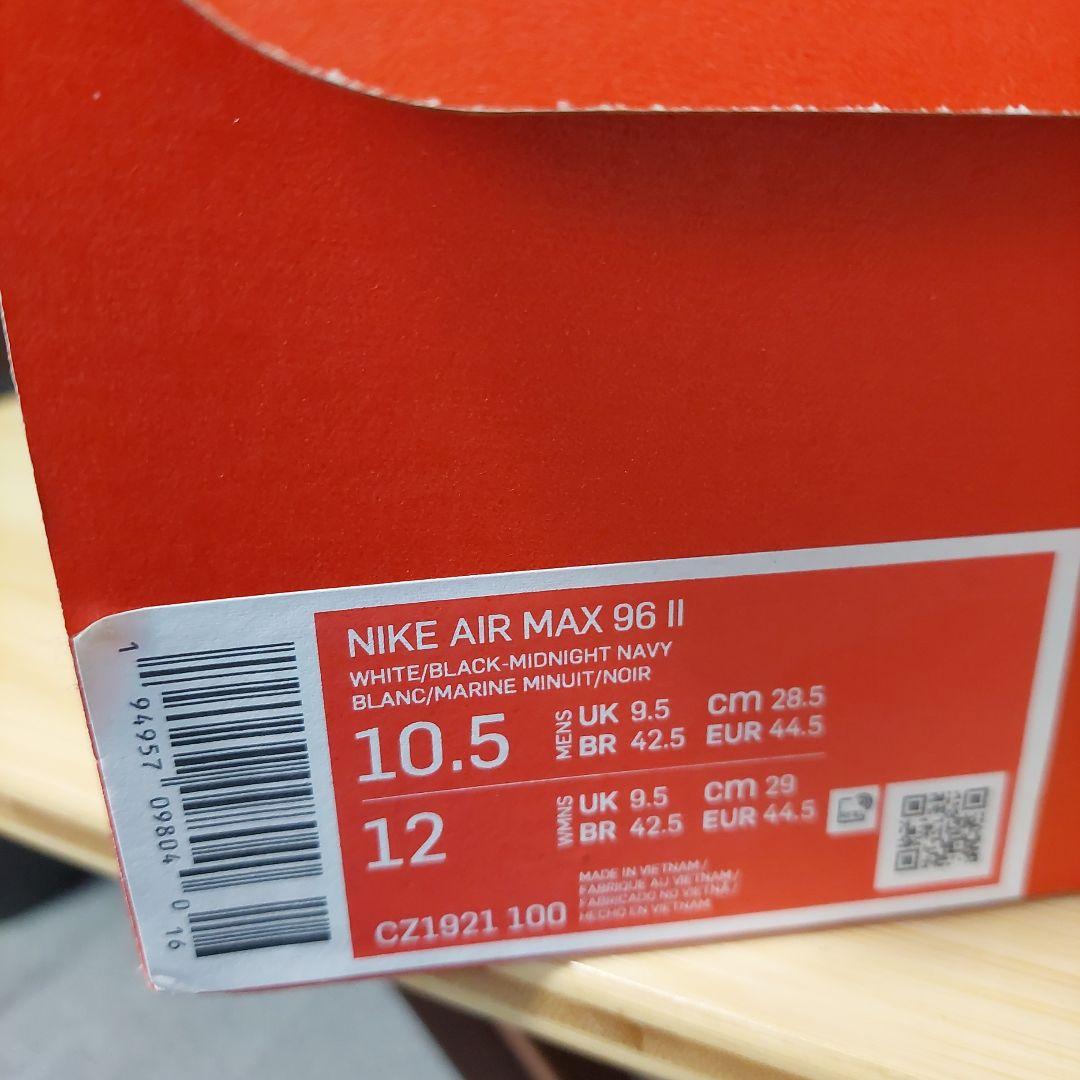 NIKE AIR MAX 96 II
WHITE/BLACK-MIDNIGHT NAVY
BLANC/MARINE MINUIT/NOIR
10.5 MENS UK 9.5 cm 28.5
BR 42.5 EUR 44.5
12 WMNS UK 9.5 cm 29
BR 42.5 EUR 44.5
MADE IN VIETNAM /
FABRIQUE AU VIETNAM /
FABRICADO NO VIETNÃ /
HECHO EN VIETNAM
CZ1921 100
1 94957 09804 0 16